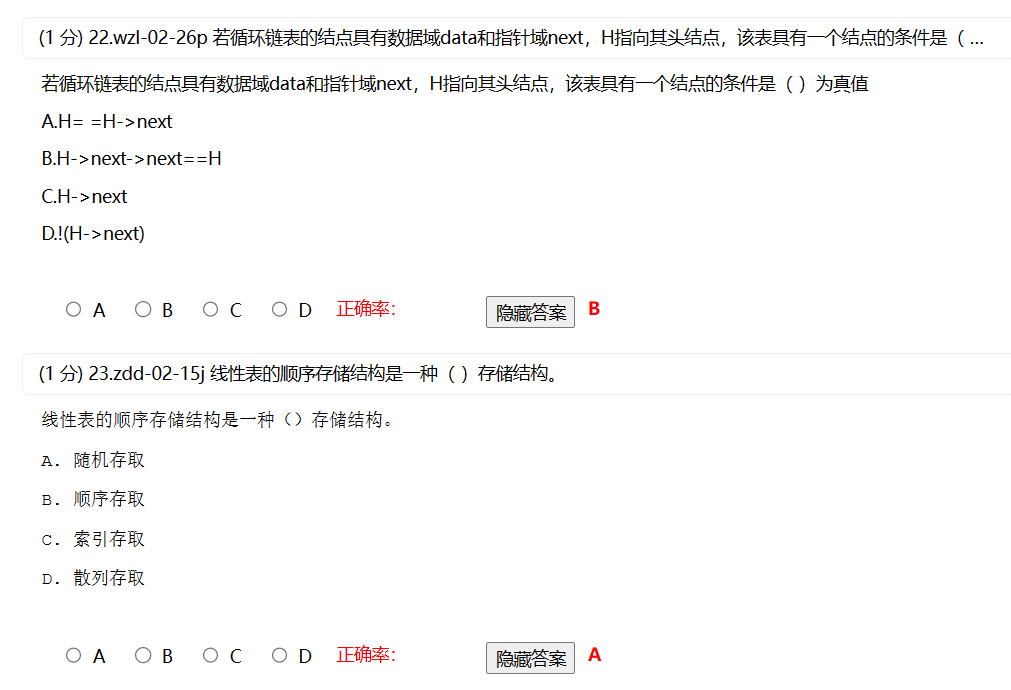 (1 分) 22.wzl-02-26p 若循环链表的结点具有数据域data和指针域next，H指向其头结点，该表具有一个结点的条件是（ ...
若循环链表的结点具有数据域data和指针域next，H指向其头结点，该表具有一个结点的条件是（ ）为真值
A.H= =H->next
B.H->next->next==H
C.H->next
D.!(H->next)
A B C D 正确率： 隐藏答案 B
(1 分) 23.zdd-02-15j 线性表的顺序存储结构是一种（ ）存储结构。
线性表的顺序存储结构是一种（）存储结构。
A. 随机存取
B. 顺序存取
C. 索引存取
D. 散列存取
A B C D 正确率： 隐藏答案 A